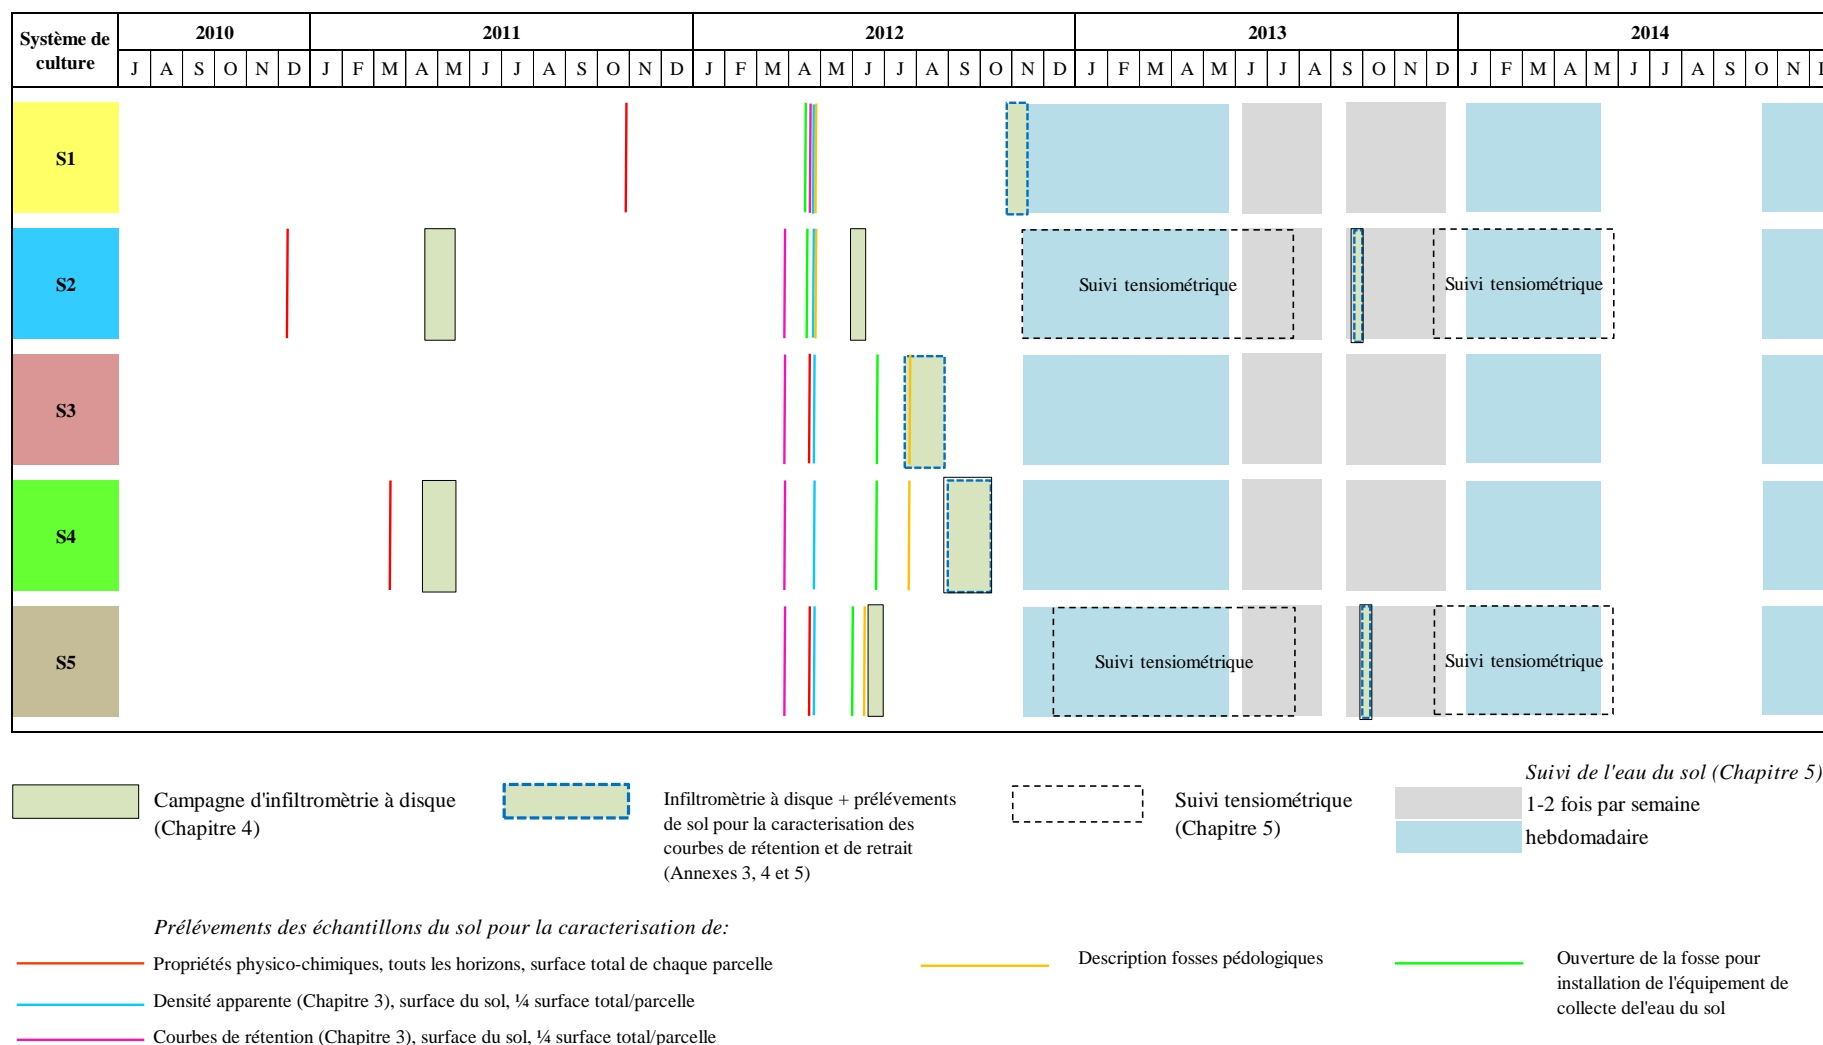 Système de culture
2010 2011 2012 2013 2014
J A S O N D J F M A M J J A S O N D J F M A M J J A S O N D J F M A M J J A S O N D J F M A M J J A S O N
S1
S2
Suivi tensiométrique
Suivi tensiométrique
S3
S4
S5
Suivi tensiométrique
Suivi tensiométrique
Campagne d'infiltromètrie à disque
(Chapitre 4)
Infiltromètrie à disque + prélévements
de sol pour la caracterisation des
courbes de rétention et de retrait
(Annexes 3, 4 et 5)
Suivi tensiométrique
(Chapitre 5)
Suivi de l'eau du sol (Chapitre 5)
1-2 fois par semaine
hebdomadaire
Prélévements des échantillons du sol pour la caracterisation de:
Propriétés physico-chimiques, touts les horizons, surface total de chaque parcelle
Densité apparente (Chapitre 3), surface du sol, ¼ surface total/parcelle
Courbes de rétention (Chapitre 3), surface du sol, ¼ surface total/parcelle
Description fosses pédologiques
Ouverture de la fosse pour
installation de l'équipement de
collecte del'eau du sol